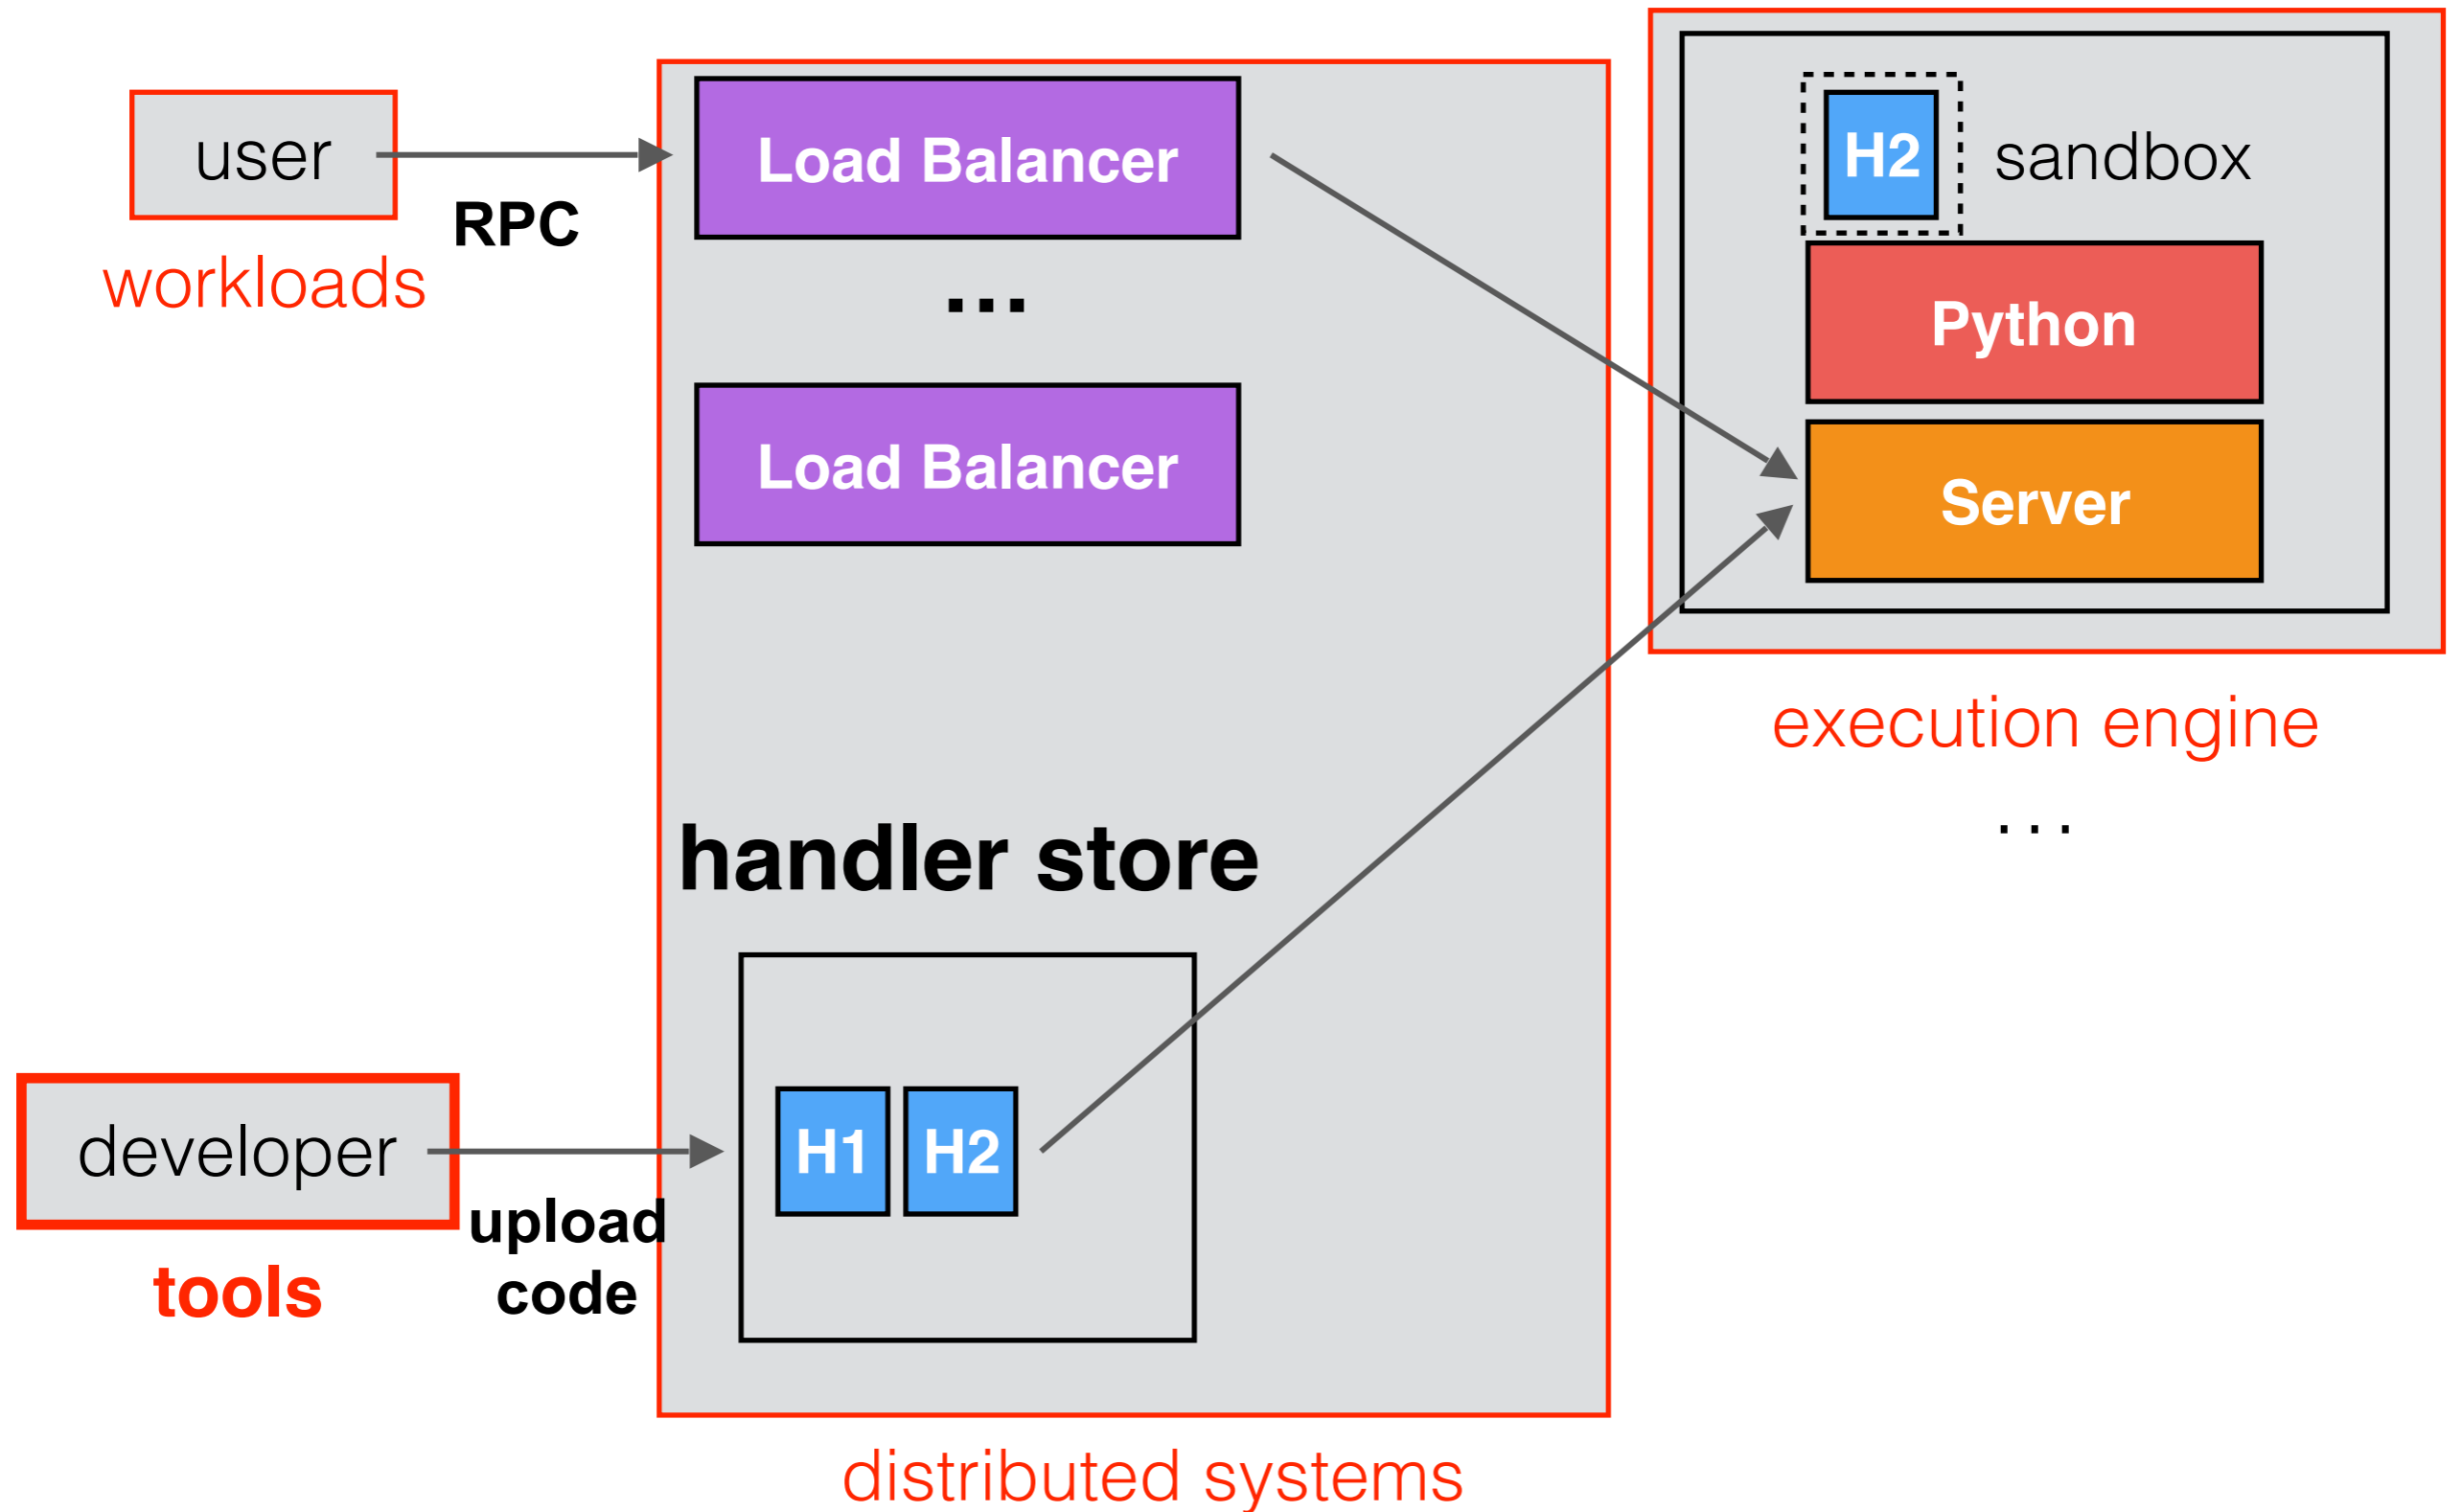 user
RPC
workloads
Load Balancer
...
Load Balancer
H2
sandbox
Python
Server
execution engine
...
handler store
H1
H2
developer
upload
code
tools
distributed systems